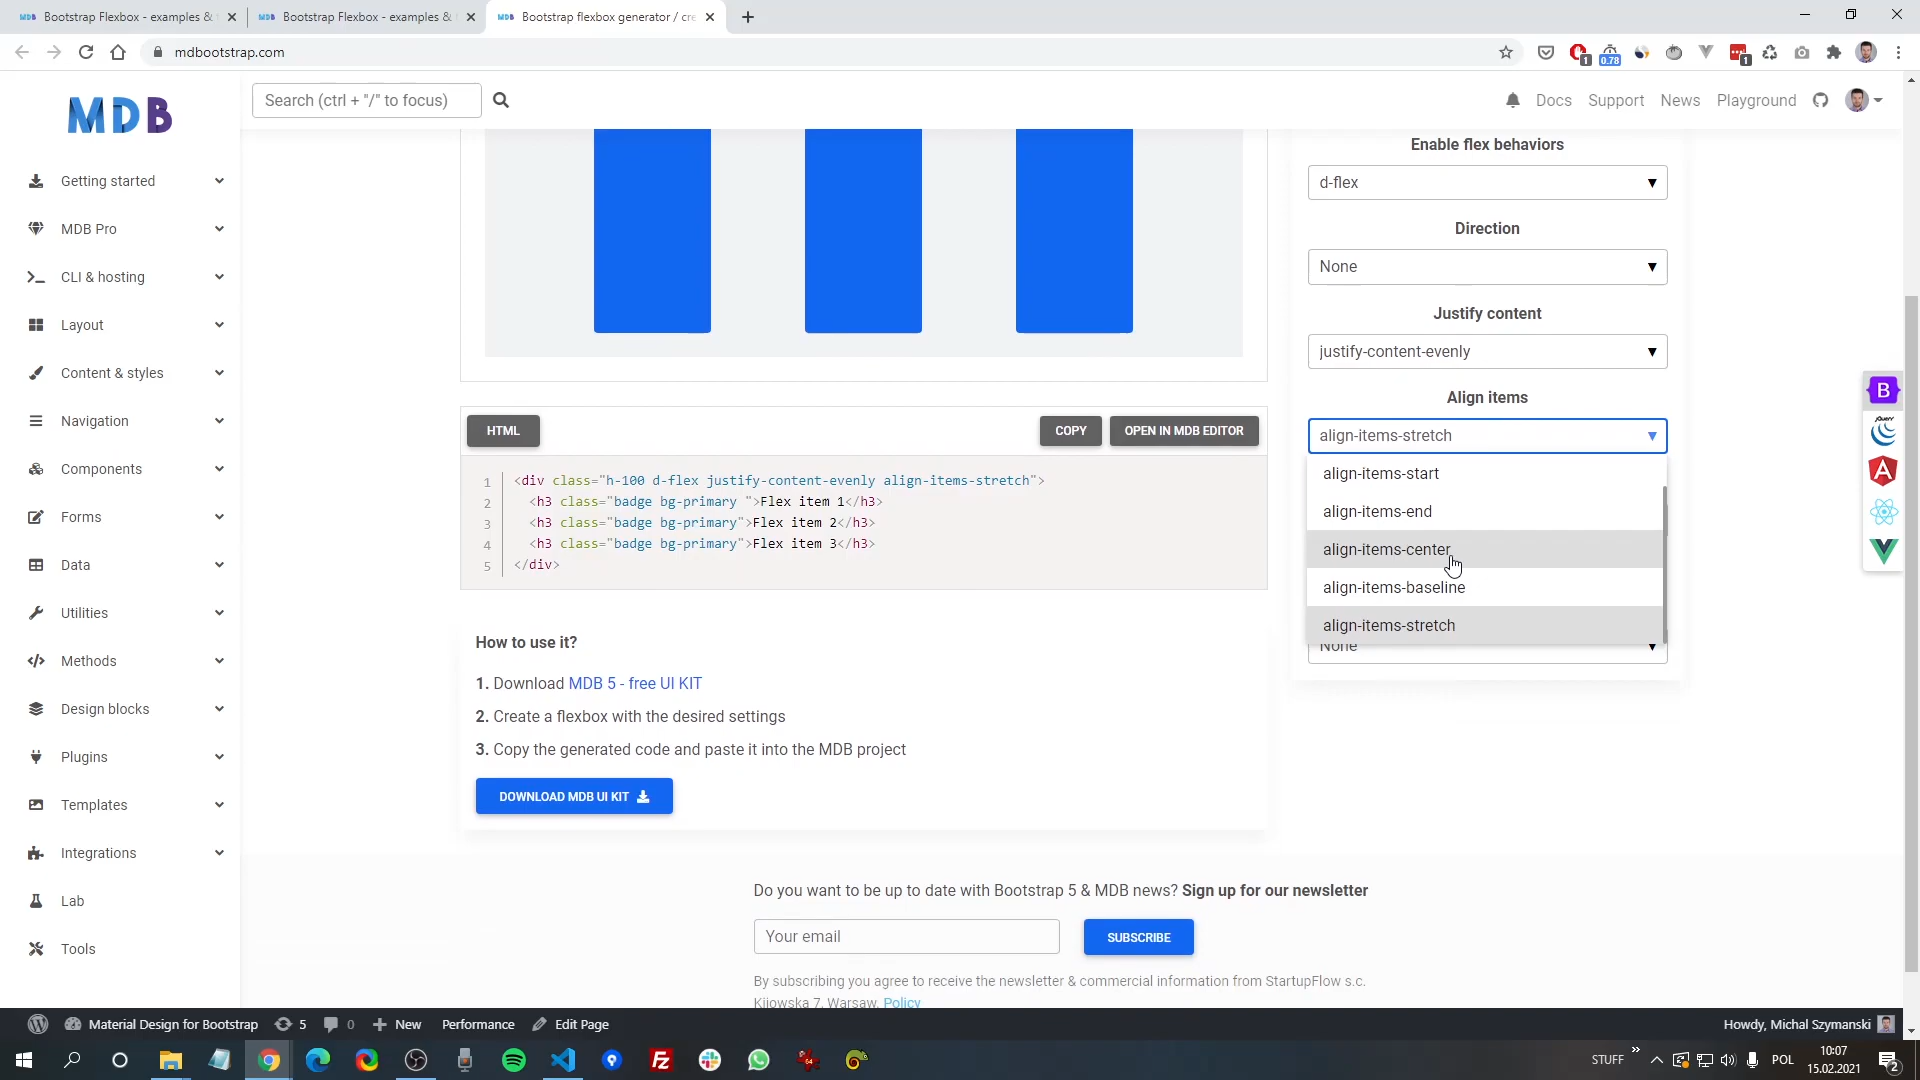 Bootstrap Flexbox - examples &
Bootstrap Flexbox - examples &
Bootstrap flexbox generator / cre
mdbootstrap.com
1
0.78
1
MDB
Search (ctrl + "/" to focus)
Docs
Support
News
Playground
Getting started
MDB Pro
CLI & hosting
Layout
Content & styles
Navigation
Components
Forms
Data
Utilities
Methods
Design blocks
Plugins
Templates
Integrations
Lab
Tools
Enable flex behaviors
d-flex
Direction
None
Justify content
justify-content-evenly
Align items
align-items-stretch
align-items-start
align-items-end
align-items-center
align-items-baseline
align-items-stretch
None
B
jQuery
A
HTML
COPY
OPEN IN MDB EDITOR
1 <div class="h-100 d-flex justify-content-evenly align-items-stretch">
2 <h3 class="badge bg-primary ">Flex item 1</h3>
3 <h3 class="badge bg-primary">Flex item 2</h3>
4 <h3 class="badge bg-primary">Flex item 3</h3>
5 </div>
How to use it?
1. Download MDB 5 - free UI KIT
2. Create a flexbox with the desired settings
3. Copy the generated code and paste it into the MDB project
DOWNLOAD MDB UI KIT
Do you want to be up to date with Bootstrap 5 & MDB news? Sign up for our newsletter
Your email
SUBSCRIBE
By subscribing you agree to receive the newsletter & commercial information from StartupFlow s.c.
Kijowska 7, Warsaw. Policy
Material Design for Bootstrap
5
0
New
Performance
Edit Page
Howdy, Michal Szymanski
STUFF
POL
10:07
15.02.2021
2